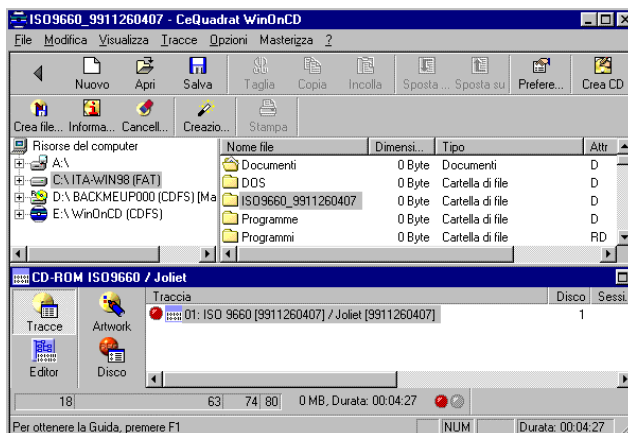 ISO9660_9911260407 - CeQuadrat WinOnCD
File Modifica Visualizza Tracce Opzioni Masterizza ?
Nuovo Apri Salva Taglia Copia Incolla Sposta ... Sposta su Prefere... Crea CD
Crea file... Informa... Cancell... Creazio... Stampa
Risorse del computer
A:\
C:\ ITA-WIN98 (FAT)
D:\ BACKMEUP000 (CDFS) [Ma
E:\ WinOnCD (CDFS)
Nome file Dimensi... Tipo Attr
Documenti 0 Byte Documenti D
DOS 0 Byte Cartella di file D
ISO9660_9911260407 0 Byte Cartella di file D
Programme 0 Byte Cartella di file D
Programmi 0 Byte Cartella di file RD
CD-ROM ISO9660 / Joliet
Tracce Artwork
Editor Disco
Traccia Disco Sessi.
01: ISO 9660 [9911260407] / Joliet [9911260407] 1
18 63 74 80 0 MB, Durata: 00:04:27
Per ottenere la Guida, premere F1 NUM Durata: 00:04:27